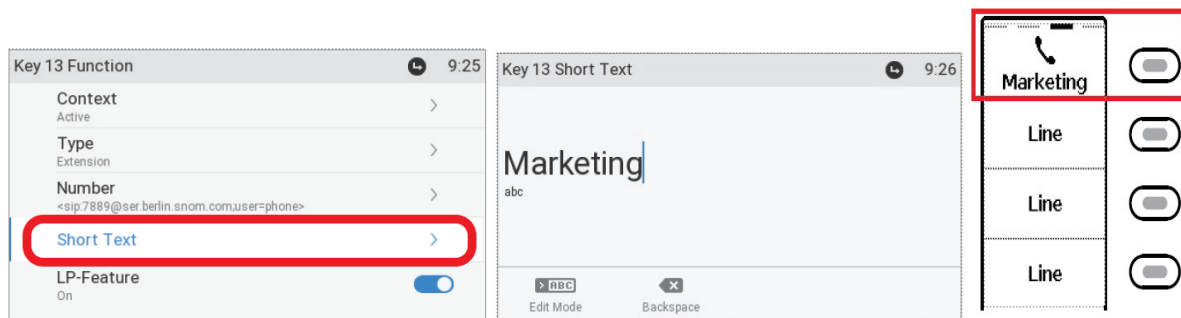 Key 13 Function 9:25
Context
Active
Type
Extension
Number
<sip:7889@ser.berlin.snom.com;user=phone>
Short Text
LP-Feature
On
Key 13 Short Text 9:26
Marketing
abc
ABC
Edit Mode Backspace
Marketing
Line
Line
Line